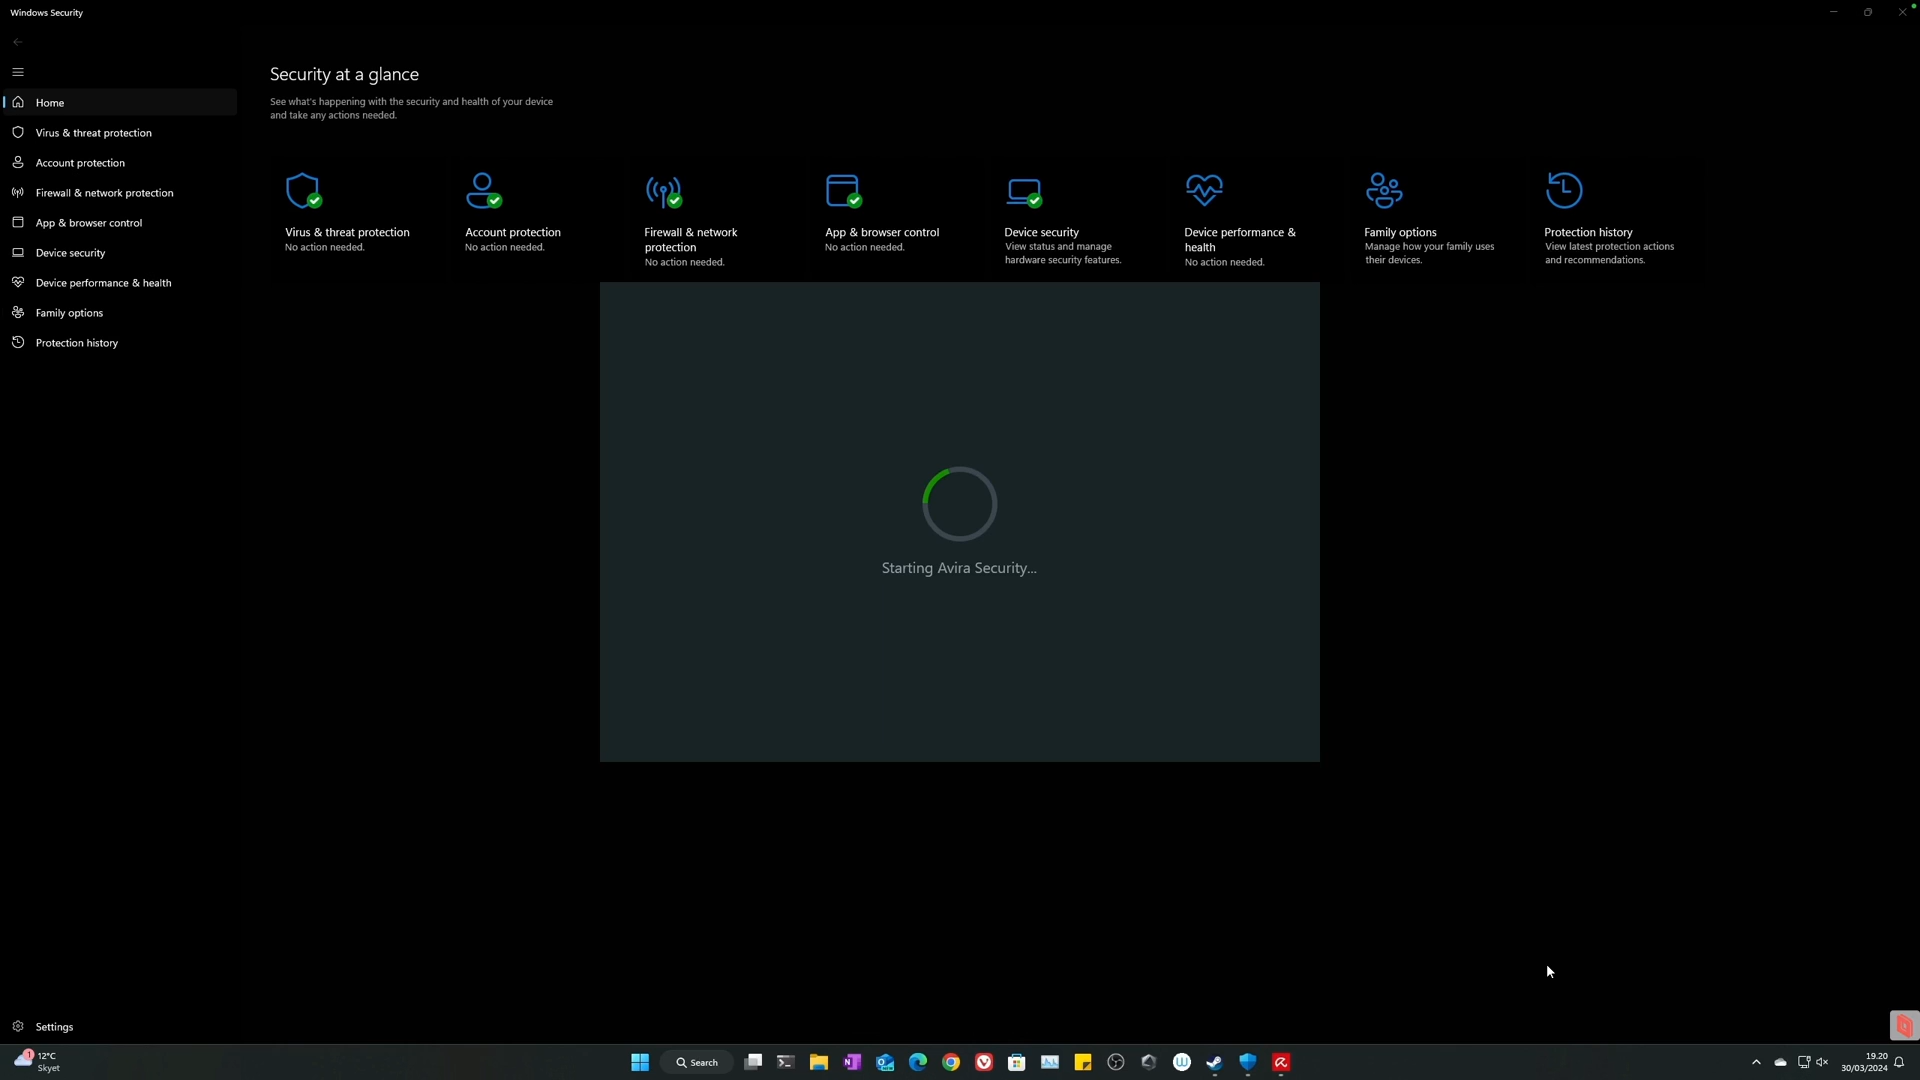 Windows Security
Security at a glance
See what's happening with the security and health of your device
and take any actions needed.
Home
Virus & threat protection
Account protection
Firewall & network protection
App & browser control
Device security
Device performance & health
Family options
Protection history
Virus & threat protection
No action needed.
Account protection
No action needed.
Firewall & network
protection
No action needed.
App & browser control
No action needed.
Device security
View status and manage
hardware security features.
Device performance &
health
No action needed.
Family options
Manage how your family uses
their devices.
Protection history
View latest protection actions
and recommendations.
Starting Avira Security...
Settings
1
12°C
Skyet
Search
19.20
30/03/2024